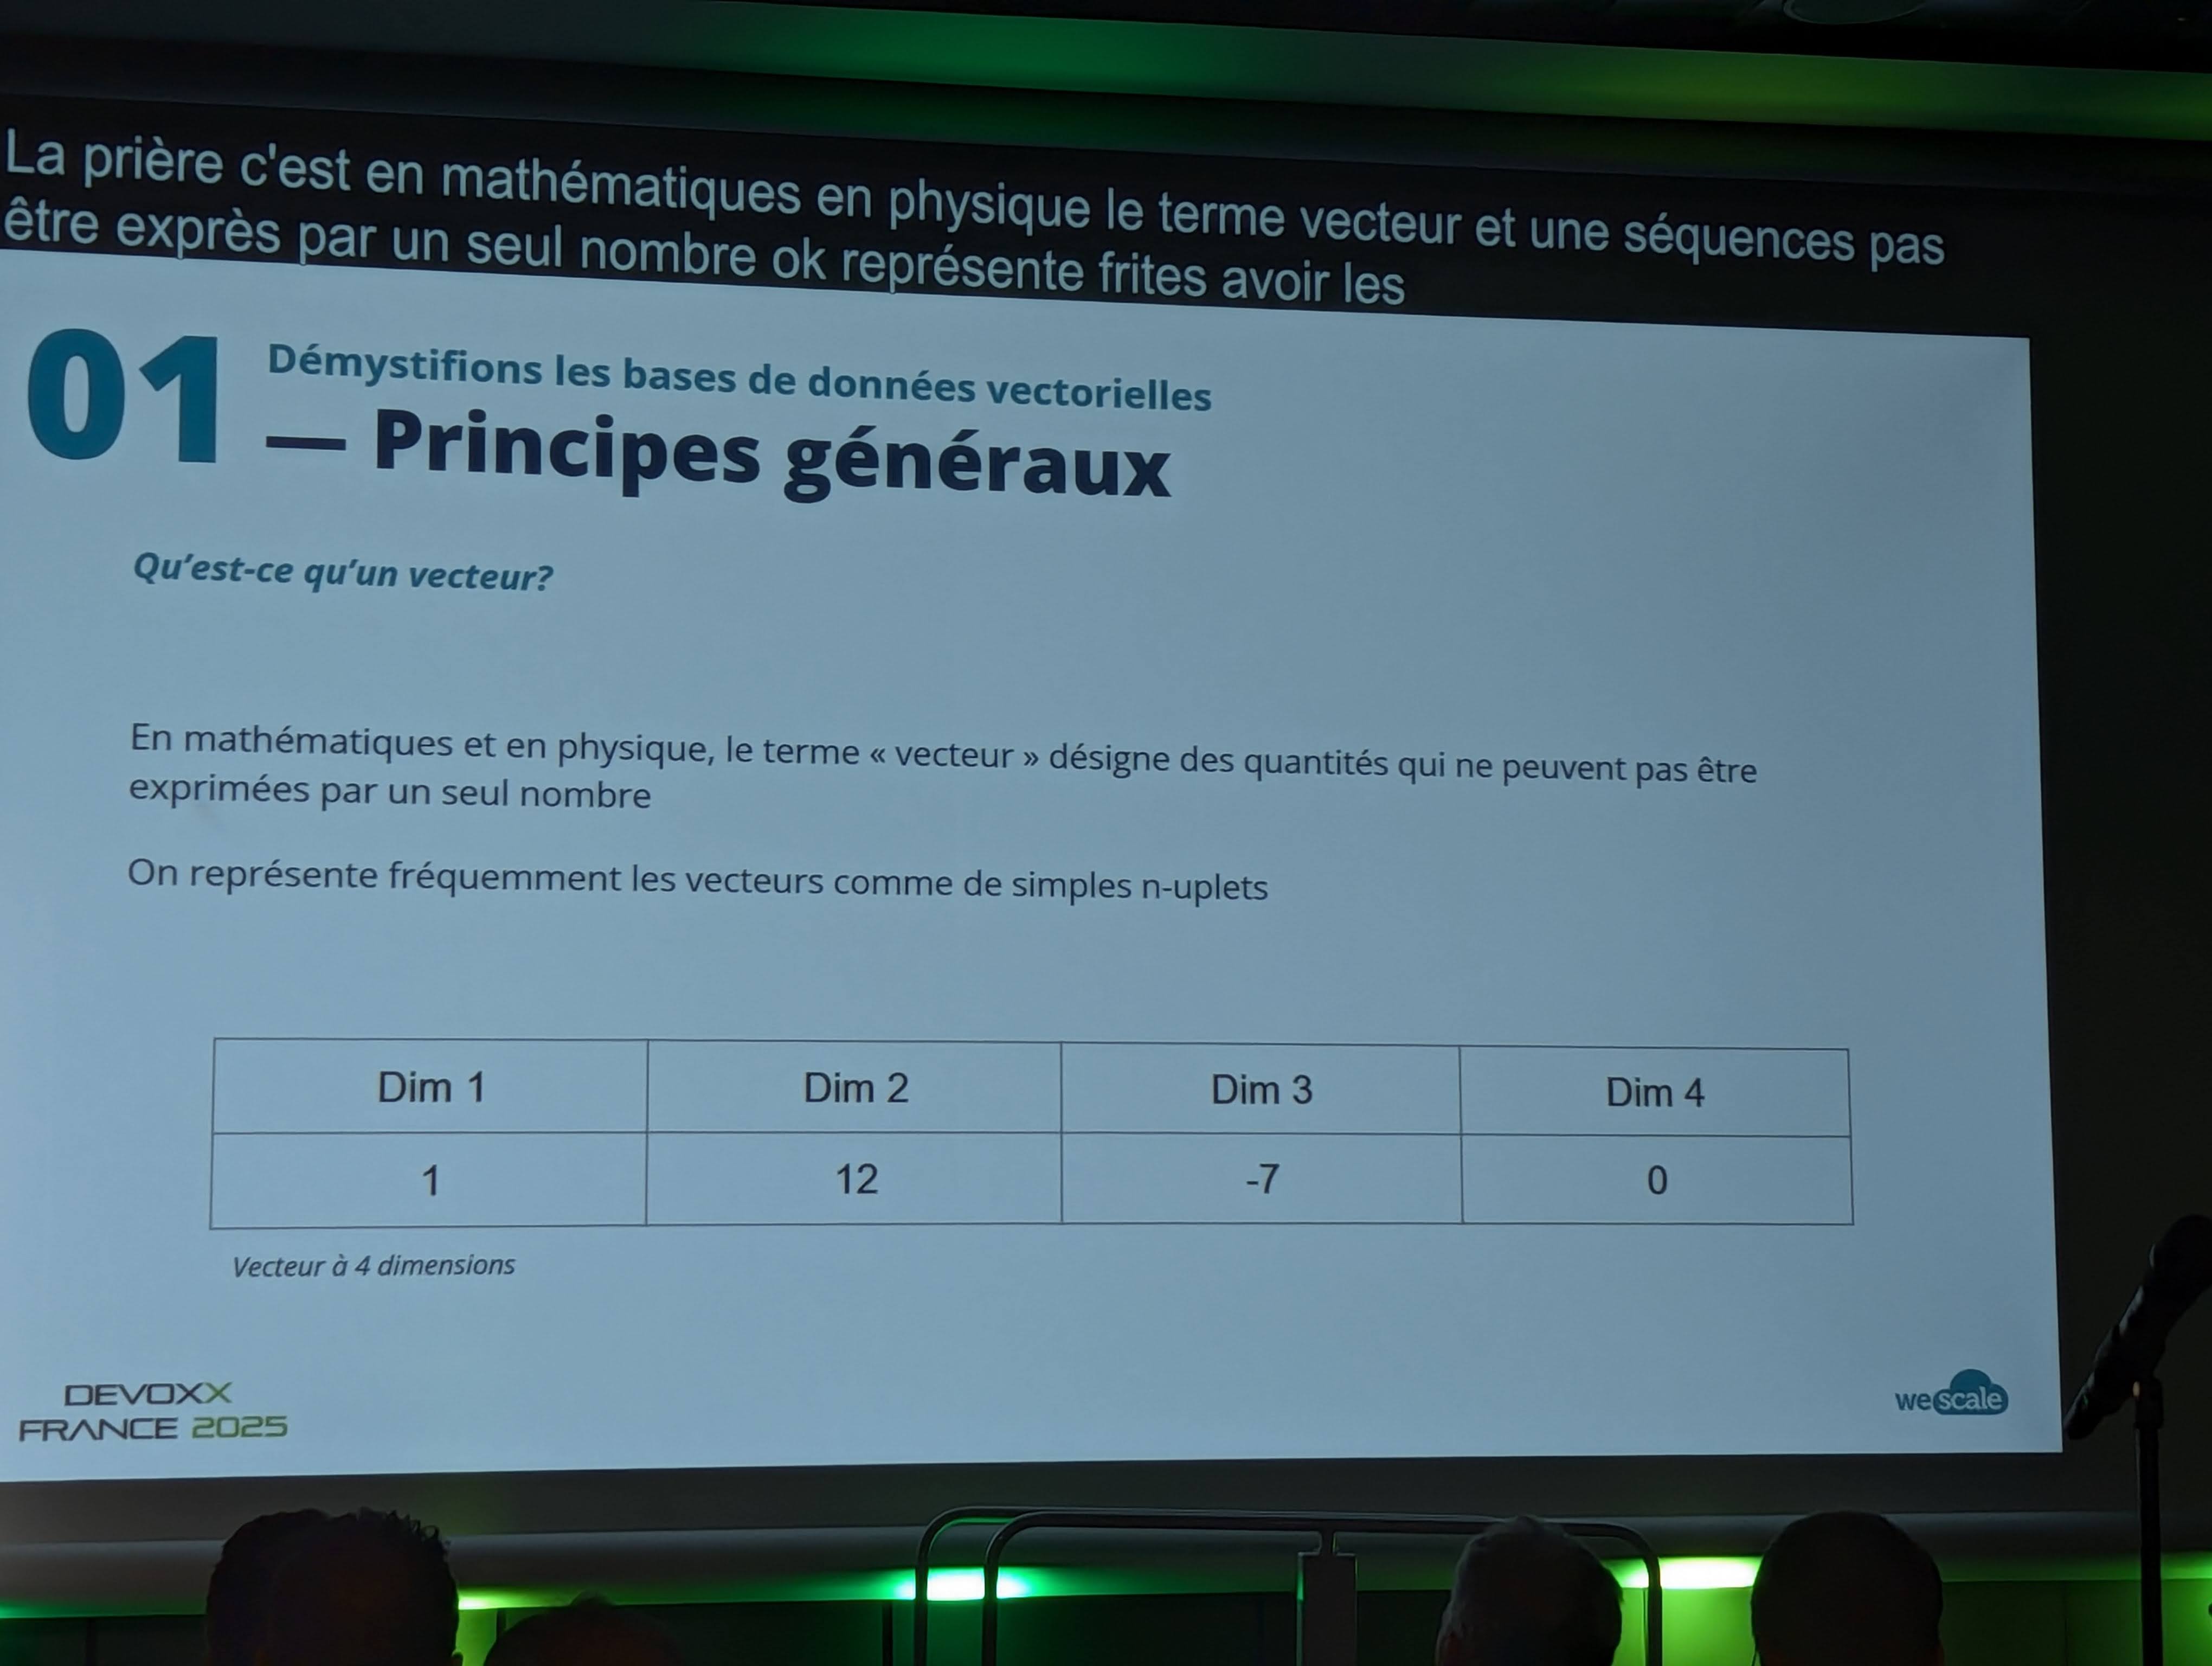 La prière c'est en mathématiques en physique le terme vecteur et une séquences pas
être exprès par un seul nombre ok représente frites avoir les
01
Démystifions les bases de données vectorielles
— Principes généraux
Qu'est-ce qu'un vecteur?
En mathématiques et en physique, le terme « vecteur » désigne des quantités qui ne peuvent pas être
exprimées par un seul nombre
On représente fréquemment les vecteurs comme de simples n-uplets
Dim 1 Dim 2 Dim 3 Dim 4
1 12 -7 0
Vecteur à 4 dimensions
DEVOXX
FRANCE 2025
wescale